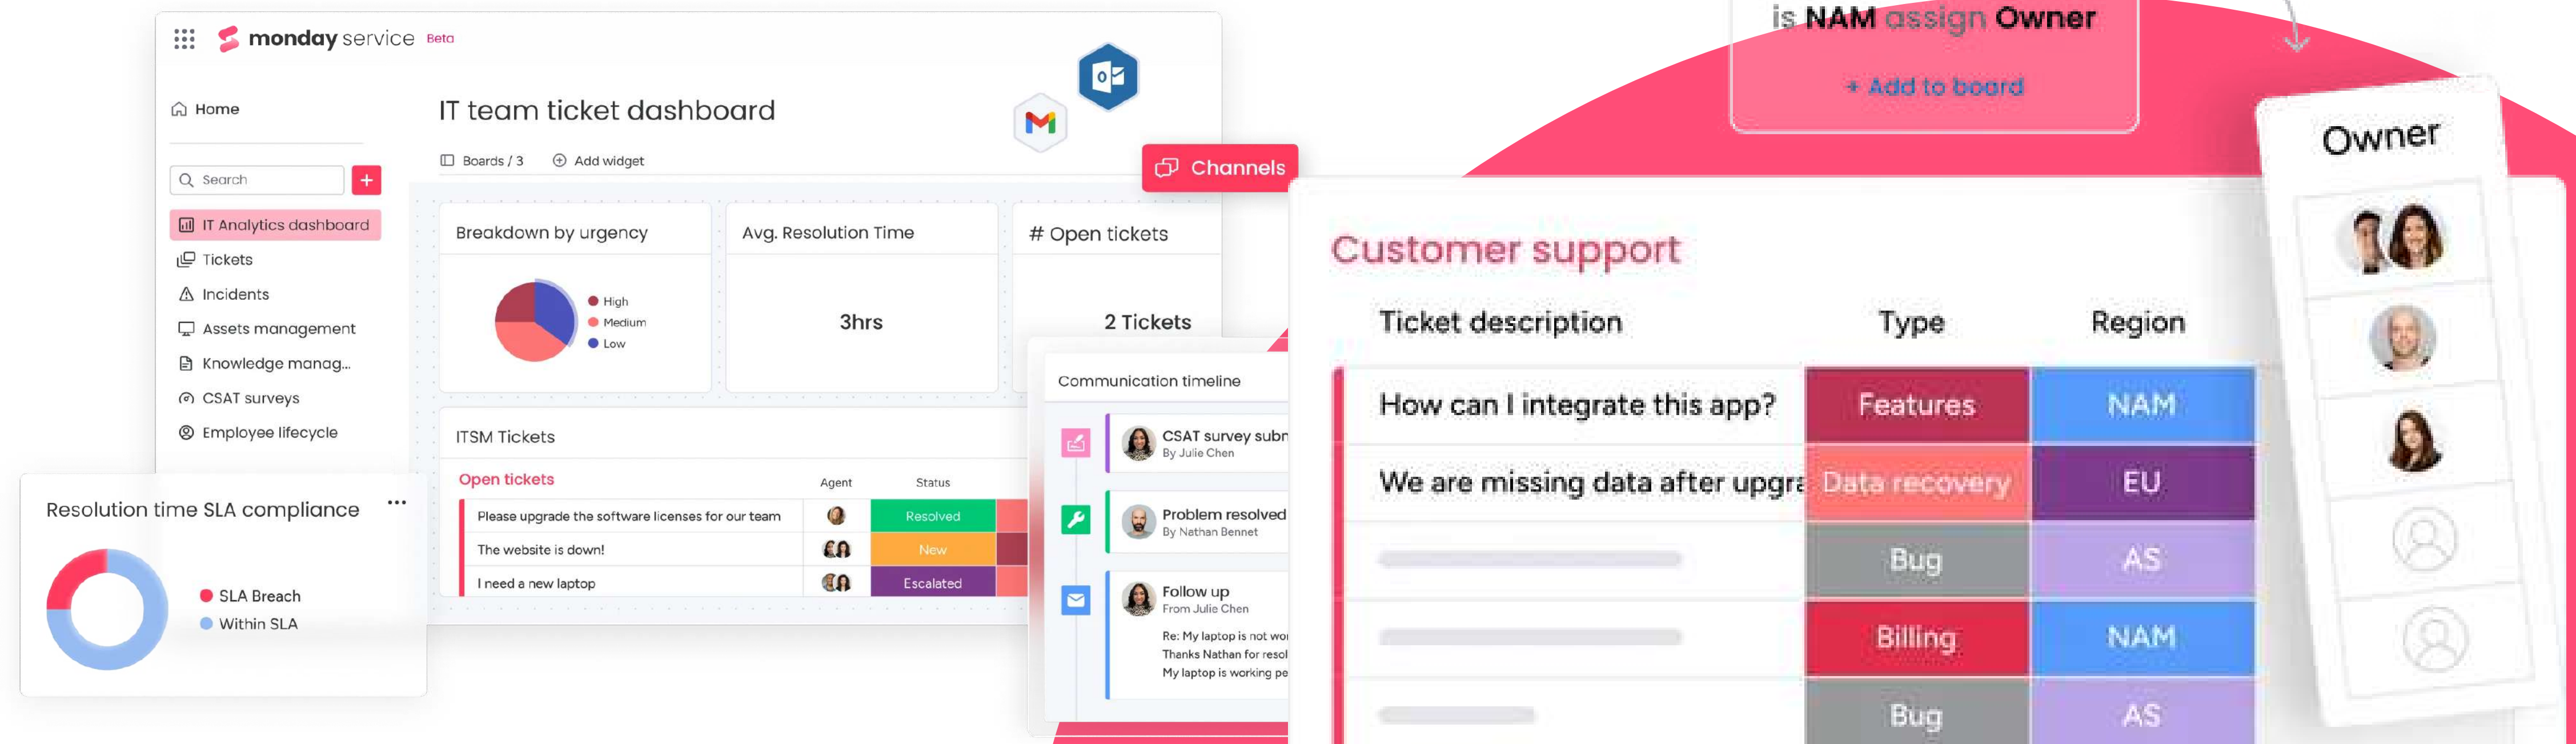 monday service Beta
Home
Search
IT Analytics dashboard
Tickets
Incidents
Assets management
Knowledge manag...
CSAT surveys
Employee lifecycle
IT team ticket dashboard
Boards / 3
Add widget
Channels
Breakdown by urgency
High
Medium
Low
Avg. Resolution Time
3hrs
# Open tickets
2 Tickets
ITSM Tickets
Open tickets Agent Status
Please upgrade the software licenses for our team Resolved
The website is down! New
I need a new laptop Escalated
Resolution time SLA compliance
SLA Breach
Within SLA
Communication timeline
CSAT survey subm
By Julie Chen
Problem resolved
By Nathan Bennet
Follow up
From Julie Chen
Re: My laptop is not wor
Thanks Nathan for resol
My laptop is working pe
is NAM assign Owner
+ Add to board
Customer support
Ticket description Type Region
How can I integrate this app? Features NAM
We are missing data after upgra Data recovery EU
Bug AS
Billing NAM
Bug AS
Owner